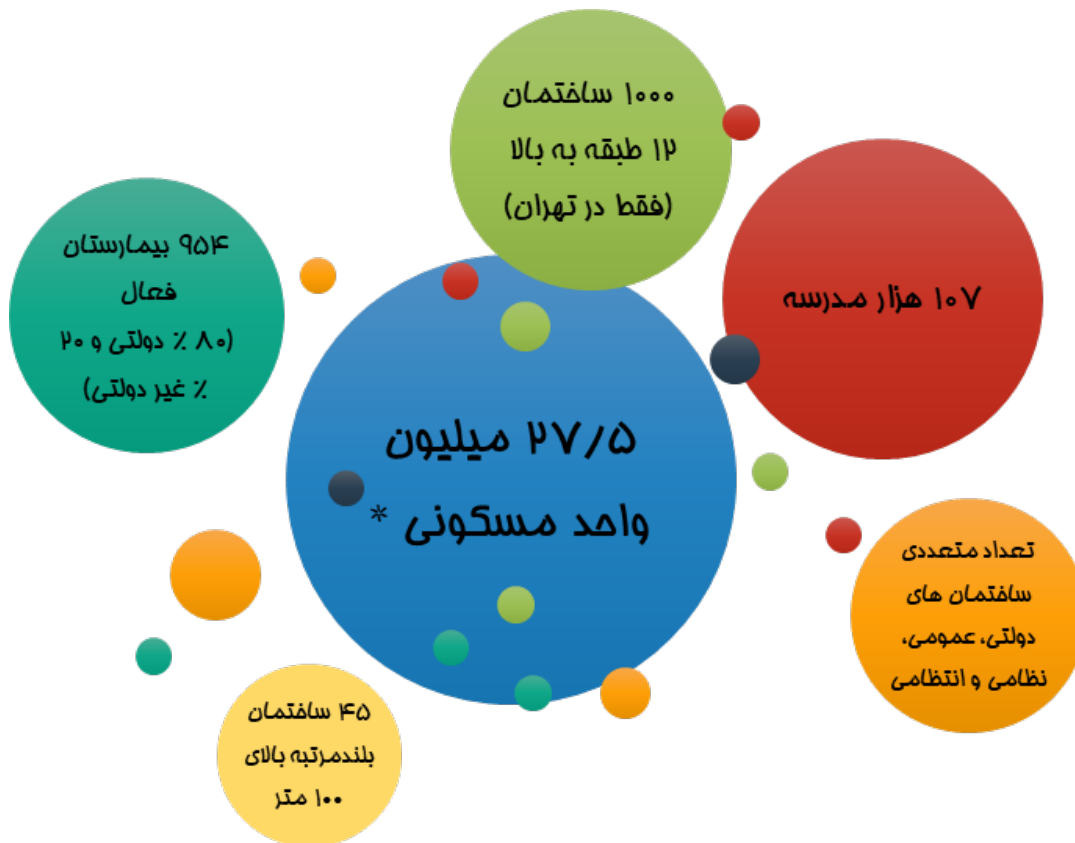 ۱۰۰۰ ساختمان
۱۲ طبقه به بالا
(فقط در تهران)
۱۰۷ هزار مدرسه
۹۵۴ بیمارستان
فعال
(۸۰ ٪ دولتی و ۲۰
٪ غیر دولتی)
۲۷/۵ میلیون
واحد مسکونی *
تعداد متعددی
ساختمان های
دولتی، عمومی،
نظامی و انتظامی
۴۵ ساختمان
بلندمرتبه بالای
۱۰۰ متر